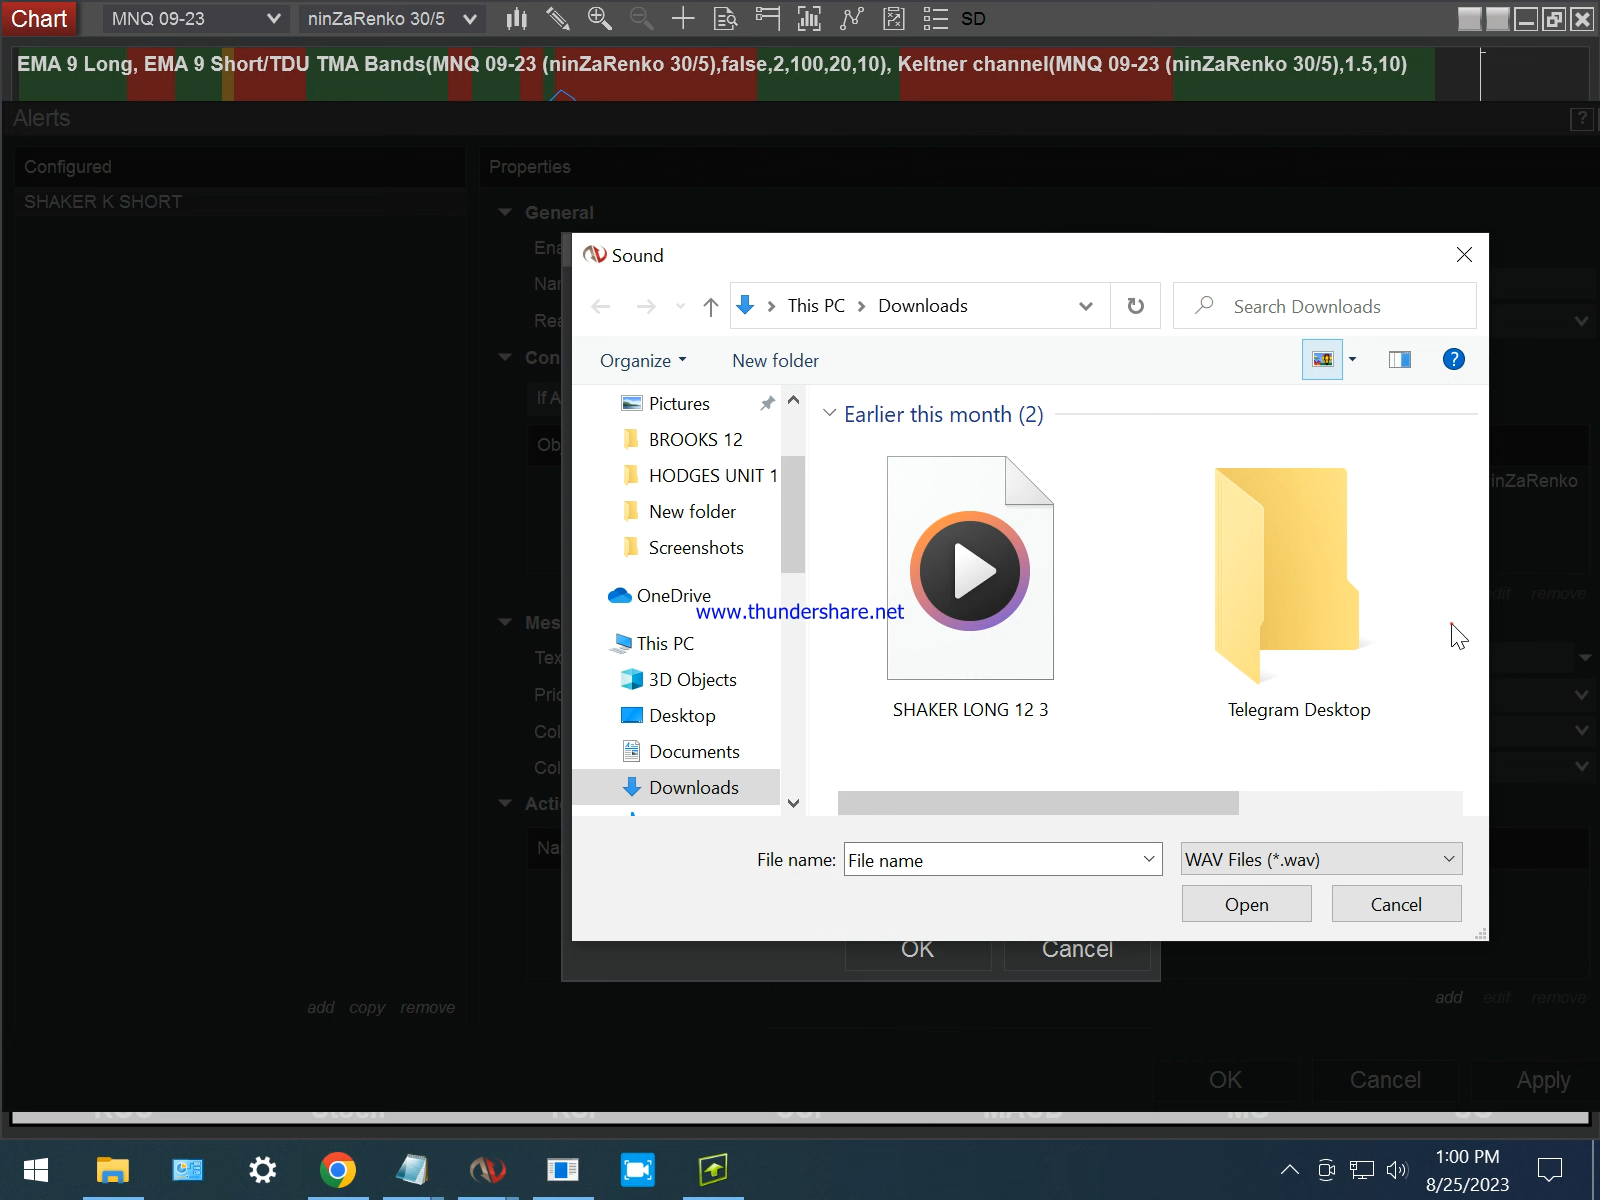 Chart MNQ 09-23 ninZaRenko 30/5 SD
EMA 9 Long, EMA 9 Short/TDU TMA Bands(MNQ 09-23 (ninZaRenko 30/5),false,2,100,20,10), Keltner channel(MNQ 09-23 (ninZaRenko 30/5),1.5,10)
Alerts ?
Configured
Properties
SHAKER K SHORT
General
Sound
This PC > Downloads
Search Downloads
Organize
New folder
?
Pictures
BROOKS 12
HODGES UNIT 1
New folder
Screenshots
OneDrive
This PC
3D Objects
Desktop
Documents
Downloads
Earlier this month (2)
SHAKER LONG 12 3
Telegram Desktop
www.thundershare.net
File name: File name
WAV Files (*.wav)
Open
Cancel
OK
Cancel
inZaRenko
remove
add edit remove
add copy remove
OK
Cancel
Apply
1:00 PM
8/25/2023